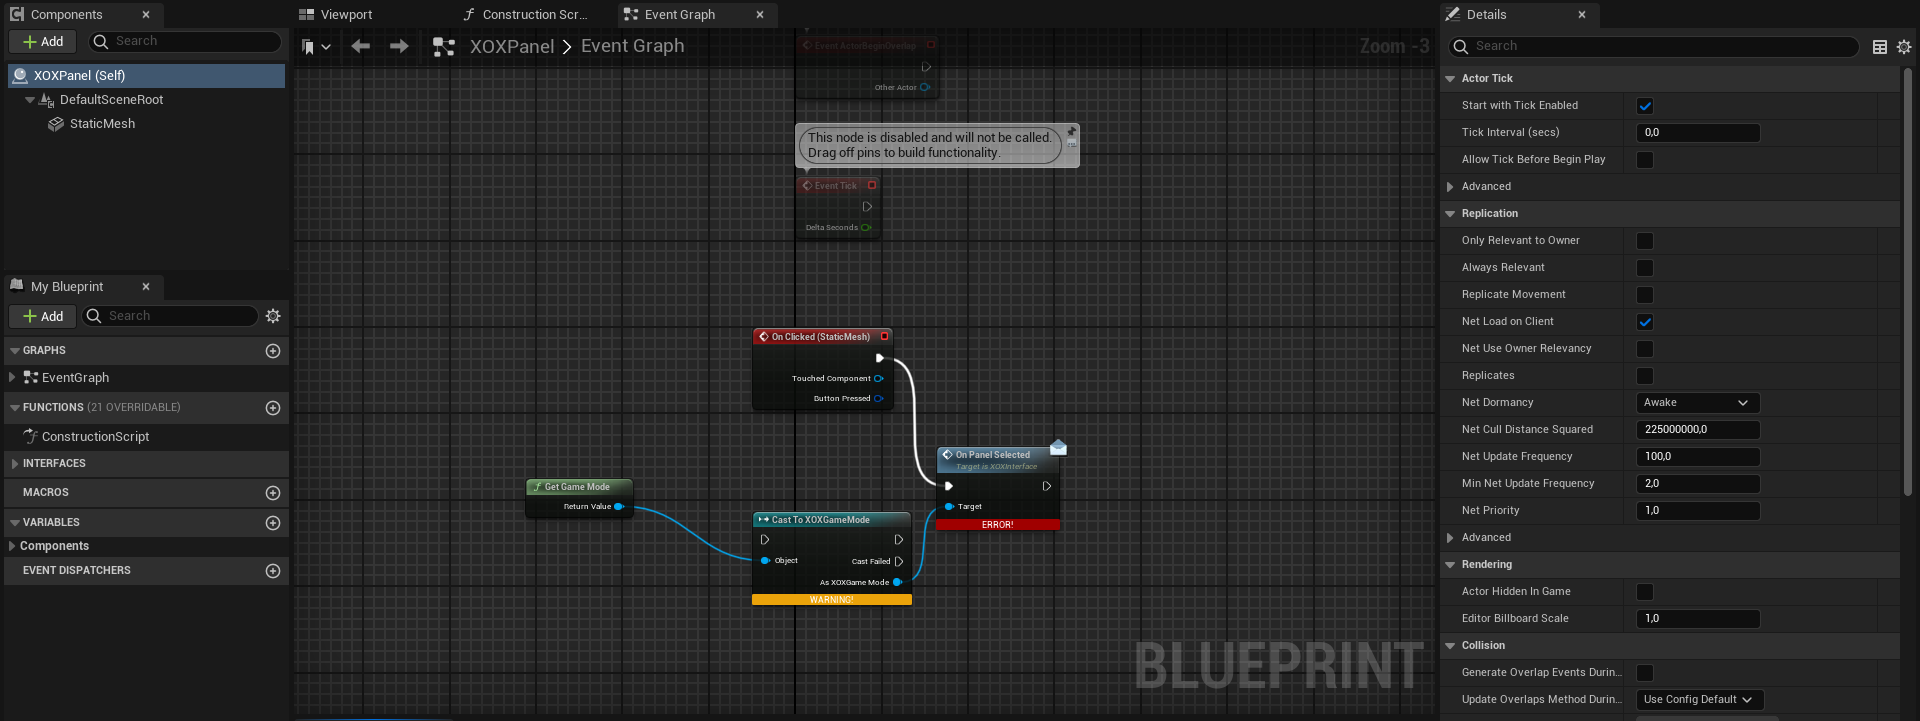 Components
Add
Search
XOXPanel (Self)
DefaultSceneRoot
StaticMesh
My Blueprint
Add
Search
GRAPHS
EventGraph
FUNCTIONS (21 OVERRIDABLE)
ConstructionScript
INTERFACES
MACROS
VARIABLES
Components
EVENT DISPATCHERS
Viewport
Construction Scr...
Event Graph
XOXPanel > Event Graph
Zoom -3
Event ActorBeginOverlap
Other Actor
This node is disabled and will not be called.
Drag off pins to build functionality.
Event Tick
Delta Seconds
On Clicked (StaticMesh)
Touched Component
Button Pressed
On Panel Selected
Target is XOXInterface
Target
ERROR!
Get Game Mode
Return Value
Cast To XOXGameMode
Object
Cast Failed
As XOXGame Mode
WARNING!
BLUEPRINT
Details
Search
Actor Tick
Start with Tick Enabled
Tick Interval (secs) 0,0
Allow Tick Before Begin Play
Advanced
Replication
Only Relevant to Owner
Always Relevant
Replicate Movement
Net Load on Client
Net Use Owner Relevancy
Replicates
Net Dormancy Awake
Net Cull Distance Squared 225000000,0
Net Update Frequency 100,0
Min Net Update Frequency 2,0
Net Priority 1,0
Advanced
Rendering
Actor Hidden In Game
Editor Billboard Scale 1,0
Collision
Generate Overlap Events Durin...
Update Overlaps Method Durin... Use Config Default